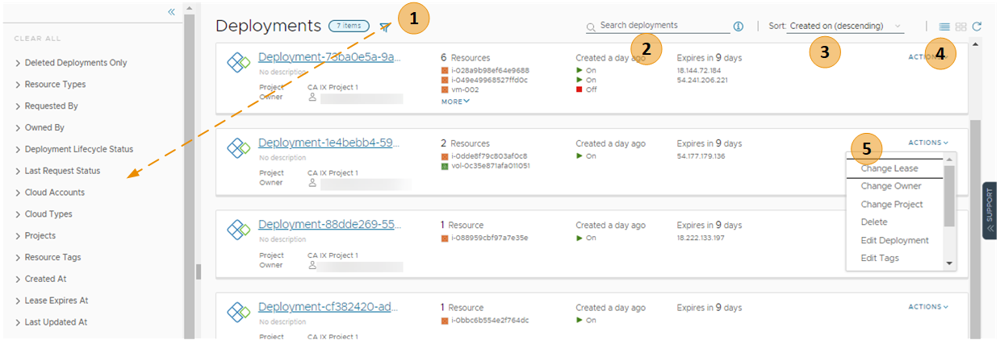 CLEAR ALL
Deleted Deployments Only
Resource Types
Requested By
Owned By
Deployment Lifecycle Status
Last Request Status
Cloud Accounts
Cloud Types
Projects
Resource Tags
Created At
Lease Expires At
Last Updated At
Deployments 7 items 1
Search deployments Sort: Created on (descending)
2 3 4
Deployment-73ba0e5a-9a...
No description
Project CA IX Project 1
Owner
6 Resources
i-028a9b98ef64e9688
i-049e49968527ffd0c
vm-002
MORE
Created a day ago
On
On
Off
Expires in 9 days
18.144.72.184
54.241.206.221
Deployment-1e4bebb4-59...
No description
Project CA IX Project 1
Owner
2 Resources
i-0dde8f79c803af0c8
vol-0c35e871afa011051
Created a day ago
On
Expires in 9 days
54.177.179.136
5 ACTIONS
Change Lease
Change Owner
Change Project
Delete
Edit Deployment
Edit Tags
Deployment-88dde269-55...
No description
Project CA IX Project 1
Owner
1 Resource
i-088959cbf97a7e35e
Created a day ago
On
Expires in 9 days
18.222.133.197
Deployment-cf382420-ad...
No description
Project CA IX Project 1
1 Resource
i-0bbc6b554e2f764dc
Created a day ago
On
Expires in 9 days
ACTIONS
SUPPORT